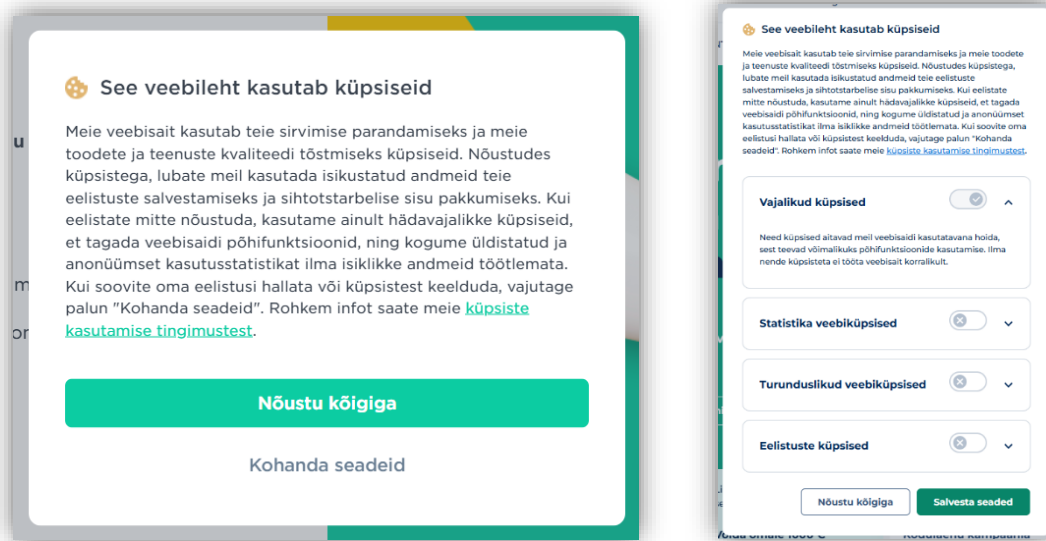 See veebileht kasutab küpsiseid
Meie veebisait kasutab teie sirvimise parandamiseks ja meie
toodete ja teenuste kvaliteedi tõstmiseks küpsiseid. Nõustudes
küpsistega, lubate meil kasutada isikustatud andmeid teie
eelistuste salvestamiseks ja sihtotstarbelise sisu pakkumiseks. Kui
eelistate mitte nõustuda, kasutame ainult hädavajalikke küpsiseid,
et tagada veebisaidi põhifunktsioonid, ning kogume üldistatud ja
anonüümset kasutusstatistikat ilma isiklikke andmeid töötlemata.
Kui soovite oma eelistusi hallata või küpsistest keelduda, vajutage
palun "Kohanda seadeid". Rohkem infot saate meie küpsiste
kasutamise tingimustest.
Nõustu kõigiga
Kohanda seadeid
See veebileht kasutab küpsiseid
Meie veebisait kasutab teie sirvimise parandamiseks ja meie toodete
ja teenuste kvaliteedi tõstmiseks küpsiseid. Nõustudes küpsistega,
lubate meil kasutada isikustatud andmeid teie eelistuste
salvestamiseks ja sihtotstarbelise sisu pakkumiseks. Kui eelistate
mitte nõustuda, kasutame ainult hädavajalikke küpsiseid, et tagada
veebisaidi põhifunktsioonid, ning kogume üldistatud ja anonüümset
kasutusstatistikat ilma isiklikke andmeid töötlemata. Kui soovite oma
eelistusi hallata või küpsistest keelduda, vajutage palun "Kohanda
seadeid". Rohkem infot saate meie küpsiste kasutamise tingimustest.
Vajalikud küpsised
Need küpsised aitavad meil veebisaidi kasutatavana hoida,
sest teevad võimalikuks põhifunktsioonide kasutamise. Ilma
nende küpsisteta ei tööta veebisait korralikult.
Statistika veebiküpsised
Turunduslikud veebiküpsised
Eelistuste küpsised
Nõustu kõigiga
Salvesta seaded